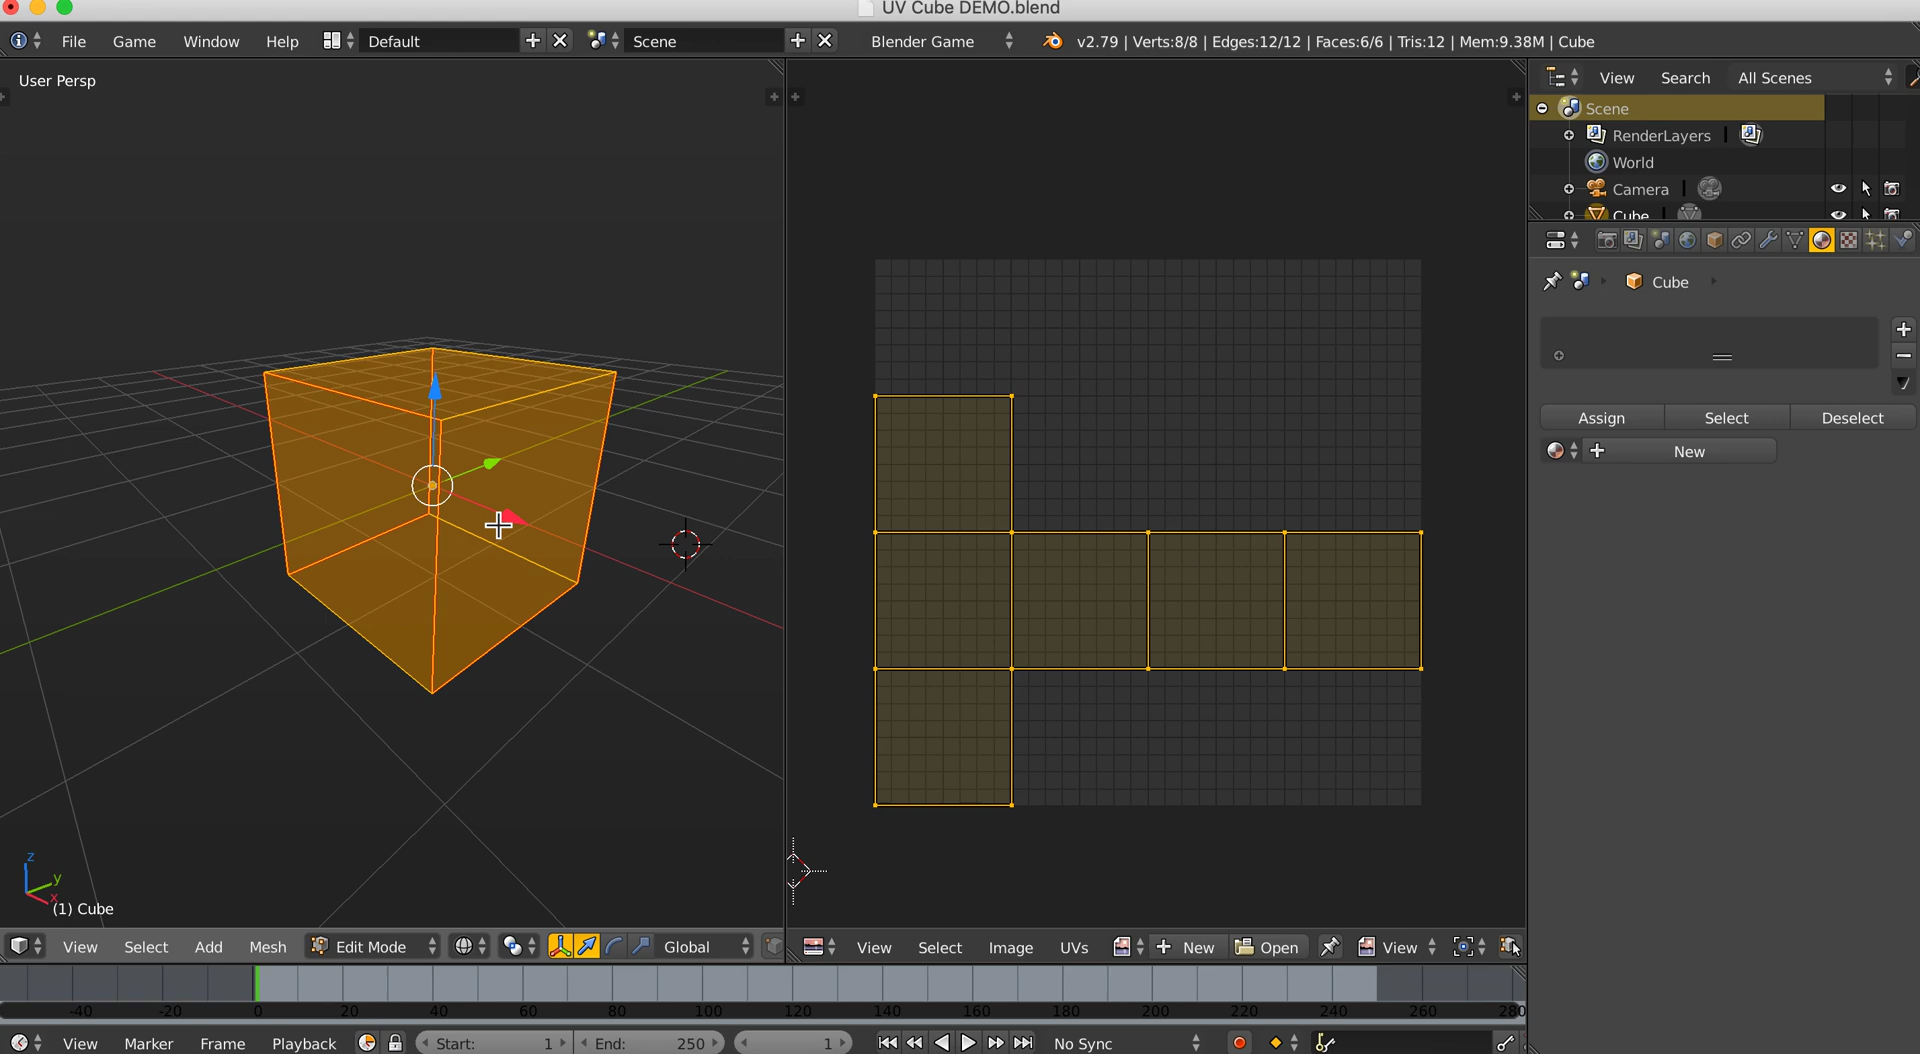 UV Cube DEMO.blend
File Game Window Help Default Scene Blender Game v2.79 | Verts:8/8 | Edges:12/12 | Faces:6/6 | Tris:12 | Mem:9.38M | Cube
User Persp
View Search All Scenes
Scene
RenderLayers
World
Camera
Cube
Cube
Assign Select Deselect
New
z
y
x
(1) Cube
View Select Add Mesh Edit Mode Global
View Select Image UVs New Open View
-40 -20 0 20 40 60 80 100 120 140 160 180 200 220 240 260 280
View Marker Frame Playback Start: 1 End: 250 1 No Sync